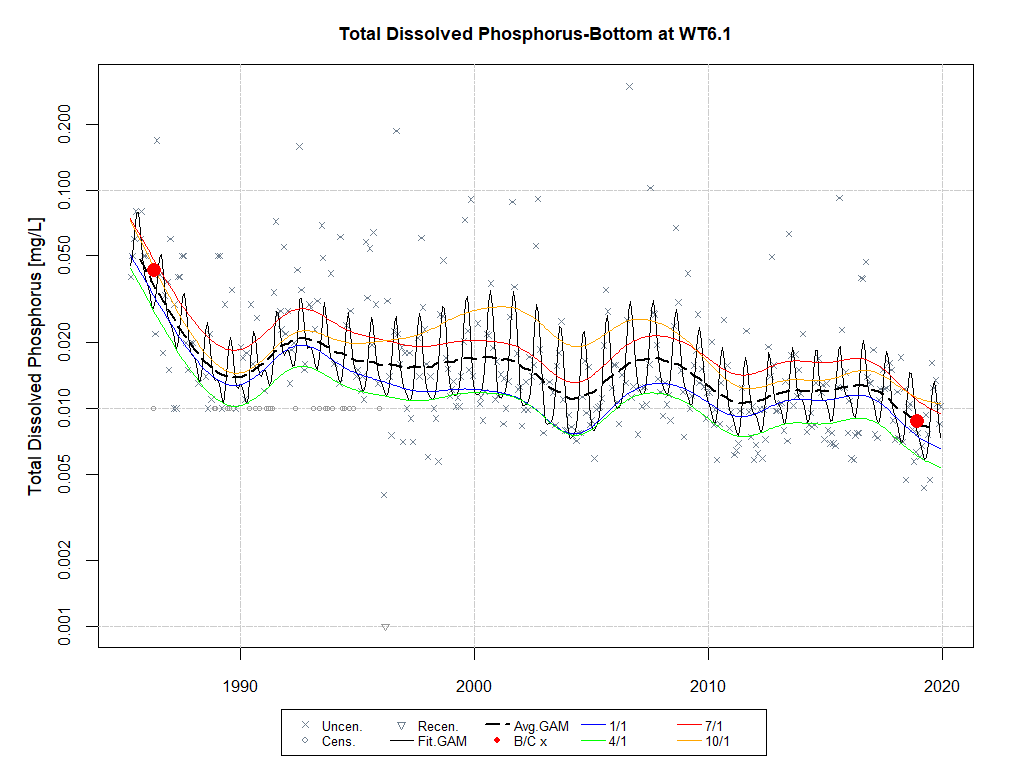 Total Dissolved Phosphorus-Bottom at WT6.1
Total Dissolved Phosphorus [mg/L]
0.200
0.100
0.050
0.020
0.010
0.005
0.002
0.001
1990 2000 2010 2020
Uncen. Recen. Avg.GAM 1/1 7/1
Cens. Fit.GAM B/C x 4/1 10/1